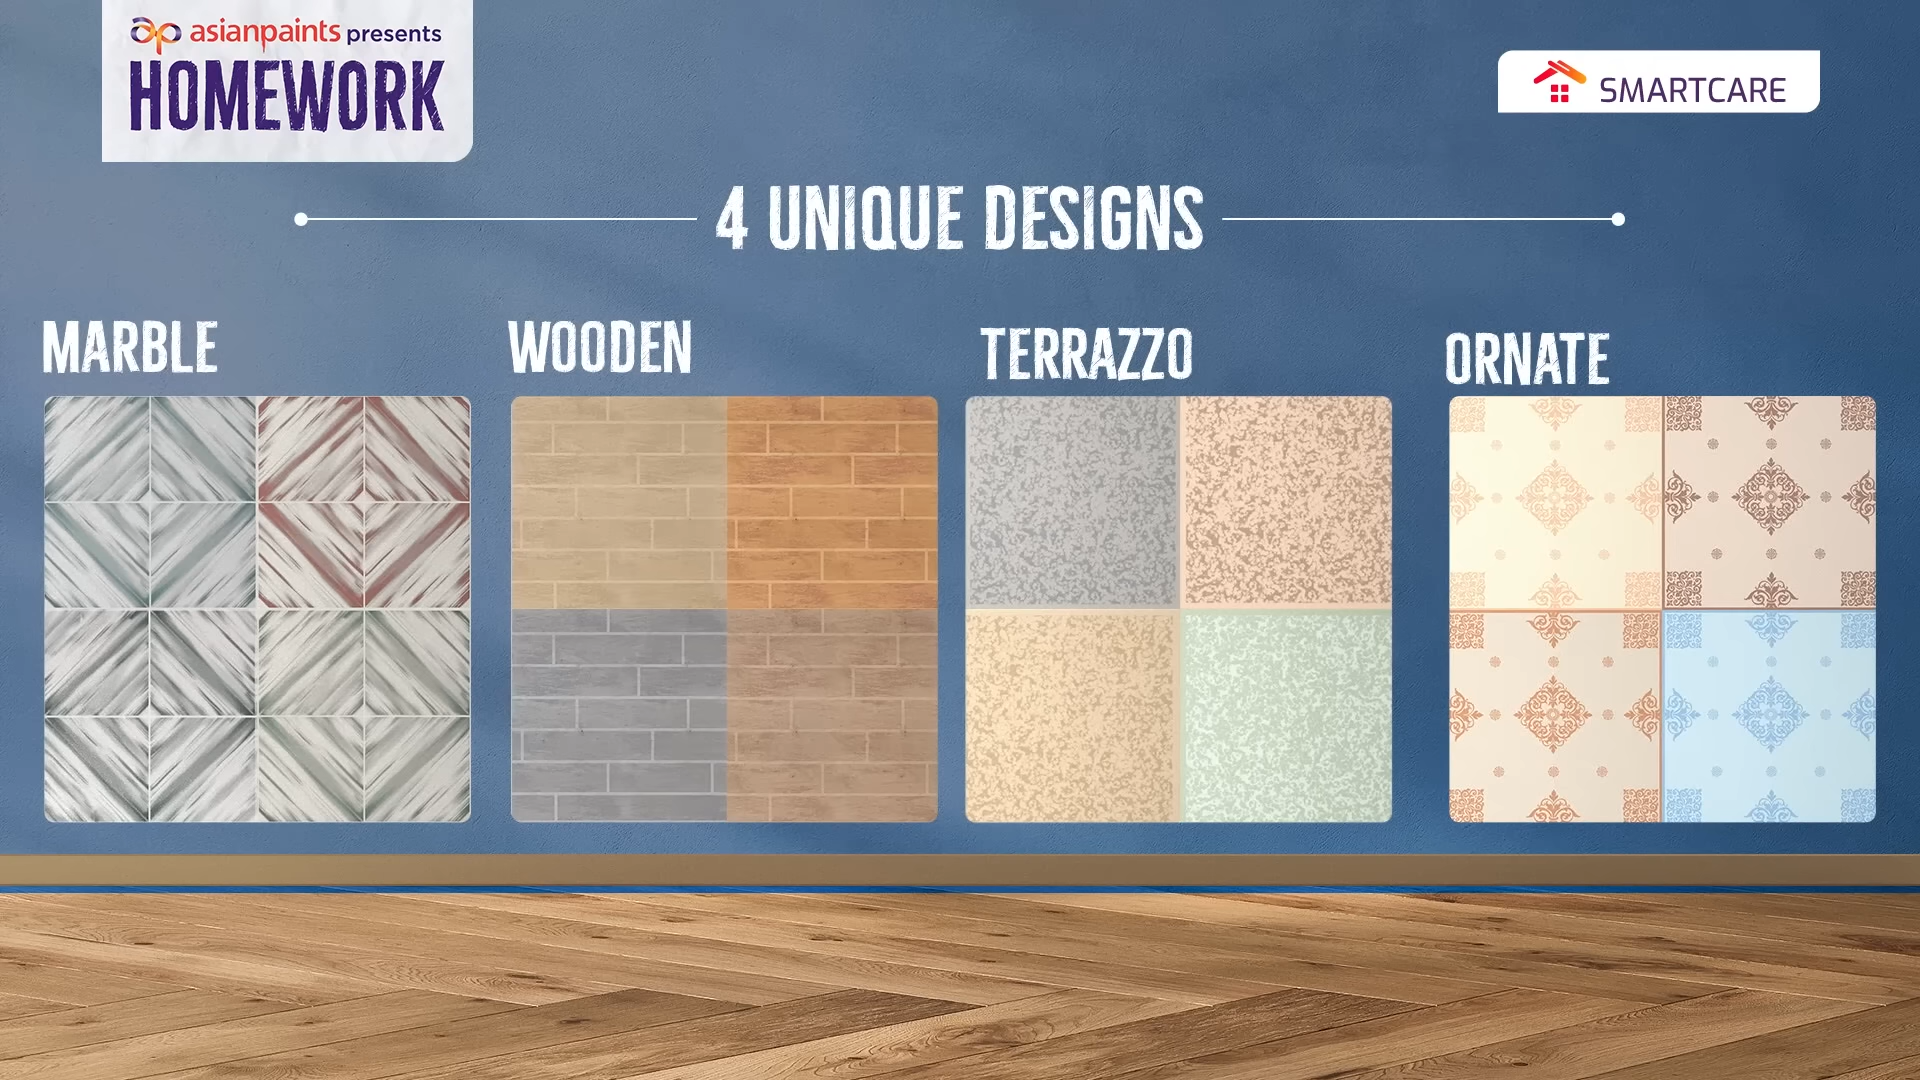 asianpaints presents
HOMEWORK
SMARTCARE
4 UNIQUE DESIGNS
MARBLE
WOODEN
TERRAZZO
ORNATE